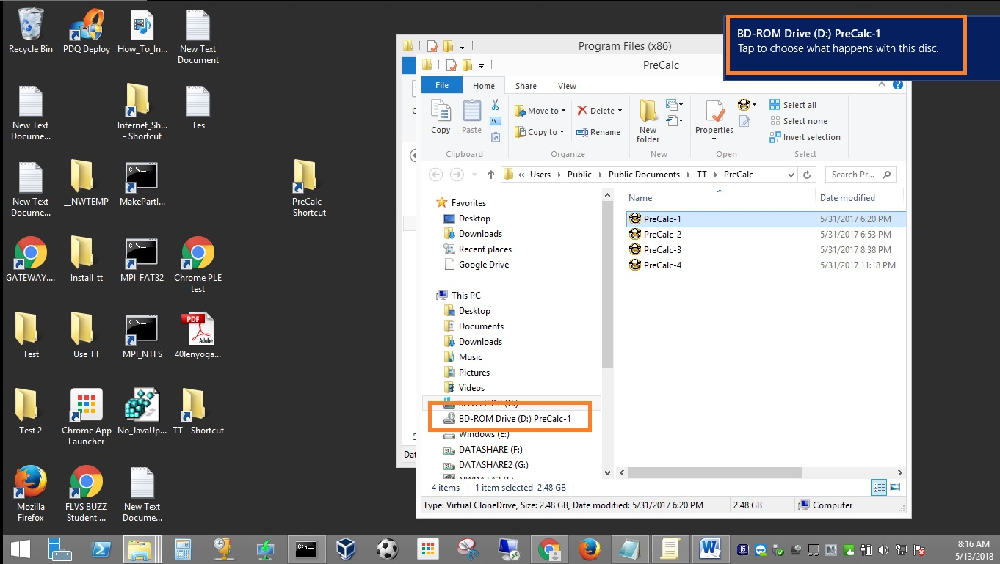 Recycle Bin
PDQ Deploy
How_To_In...
New Text
Document
New Text
Docume...
Internet_Sh...
- Shortcut
Tes
New Text
Docume...
__NWTEMP
MakePartI...
PreCalc -
Shortcut
GATEWAY....
Install_tt
MPI_FAT32
Chrome PLE
test
Test
Use TT
MPI_NTFS
PDF
Adobe
40lenyoga...
Test 2
Chrome App
Launcher
No_JavaUp...
TT - Shortcut
Mozilla
Firefox
FLVS BUZZ
Student ...
New Text
Docume...
Program Files (x86)
BD-ROM Drive (D:) PreCalc-1
Tap to choose what happens with this disc.
PreCalc
File Home Share View
Copy
Paste
Clipboard
Move to
Copy to
Delete
Rename
Organize
New
folder
New
Properties
Open
Select all
Select none
Invert selection
Select
« Users Public Public Documents TT PreCalc
Search Pr...
Favorites
Desktop
Downloads
Recent places
Google Drive
This PC
Desktop
Documents
Downloads
Music
Pictures
Videos
Server 2012 (C:)
BD-ROM Drive (D:) PreCalc-1
Windows (E:)
DATASHARE (F:)
DATASHARE2 (G:)
Name Date modified
PreCalc-1 5/31/2017 6:20 PM
PreCalc-2 5/31/2017 6:53 PM
PreCalc-3 5/31/2017 8:38 PM
PreCalc-4 5/31/2017 11:18 PM
4 items 1 item selected 2.48 GB
Dat
Type: Virtual CloneDrive, Size: 2.48 GB, Date modified: 5/31/2017 6:20 PM 2.48 GB Computer
8:16 AM
5/13/2018